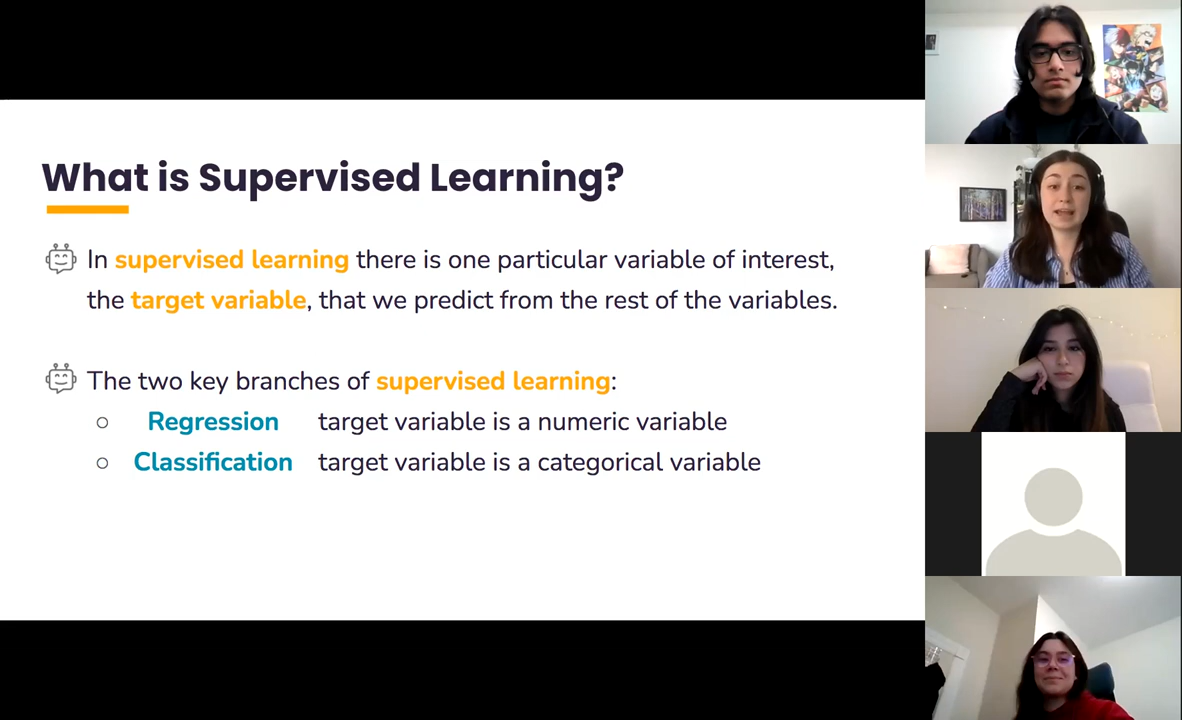 What is Supervised Learning?
In supervised learning there is one particular variable of interest,
the target variable, that we predict from the rest of the variables.
The two key branches of supervised learning:
Regression target variable is a numeric variable
Classification target variable is a categorical variable